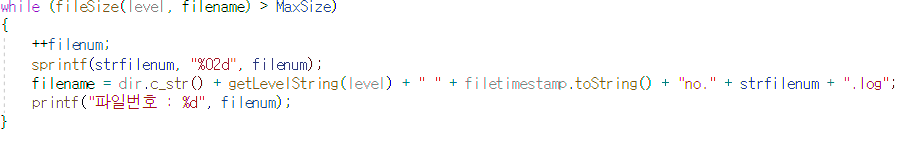 while (fileSize(level, filename) > MaxSize)
{
++filenum;
sprintf(strfilenum, "%02d", filenum);
filename = dir.c_str() + getLevelString(level) + " " + filetimestamp.toString() + "no." + strfilenum + ".log";
printf("파일번호 : %d", filenum);
}